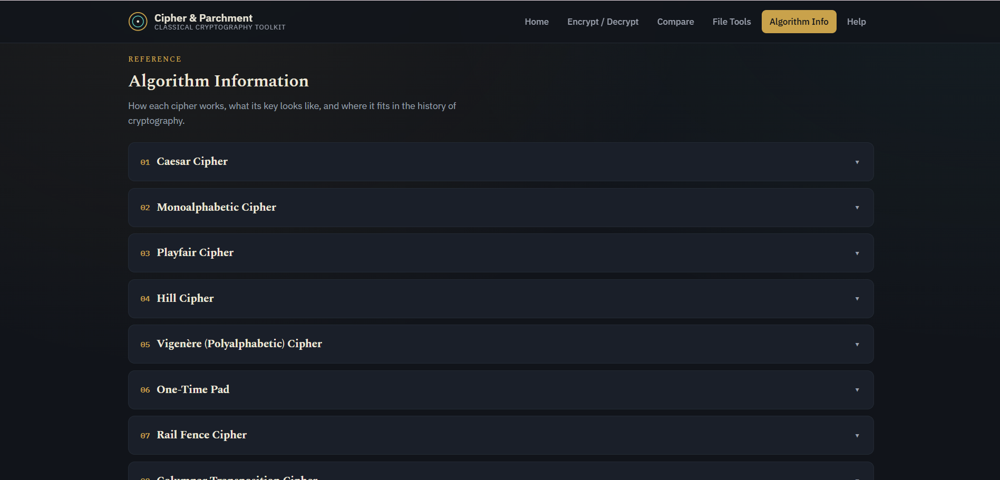 Cipher & Parchment
CLASSICAL CRYPTOGRAPHY TOOLKIT
Home
Encrypt / Decrypt
Compare
File Tools
Algorithm Info
Help
REFERENCE
Algorithm Information
How each cipher works, what its key looks like, and where it fits in the history of
cryptography.
01 Caesar Cipher
02 Monoalphabetic Cipher
03 Playfair Cipher
04 Hill Cipher
05 Vigenère (Polyalphabetic) Cipher
06 One-Time Pad
07 Rail Fence Cipher
08 Columnar Transposition Cipher